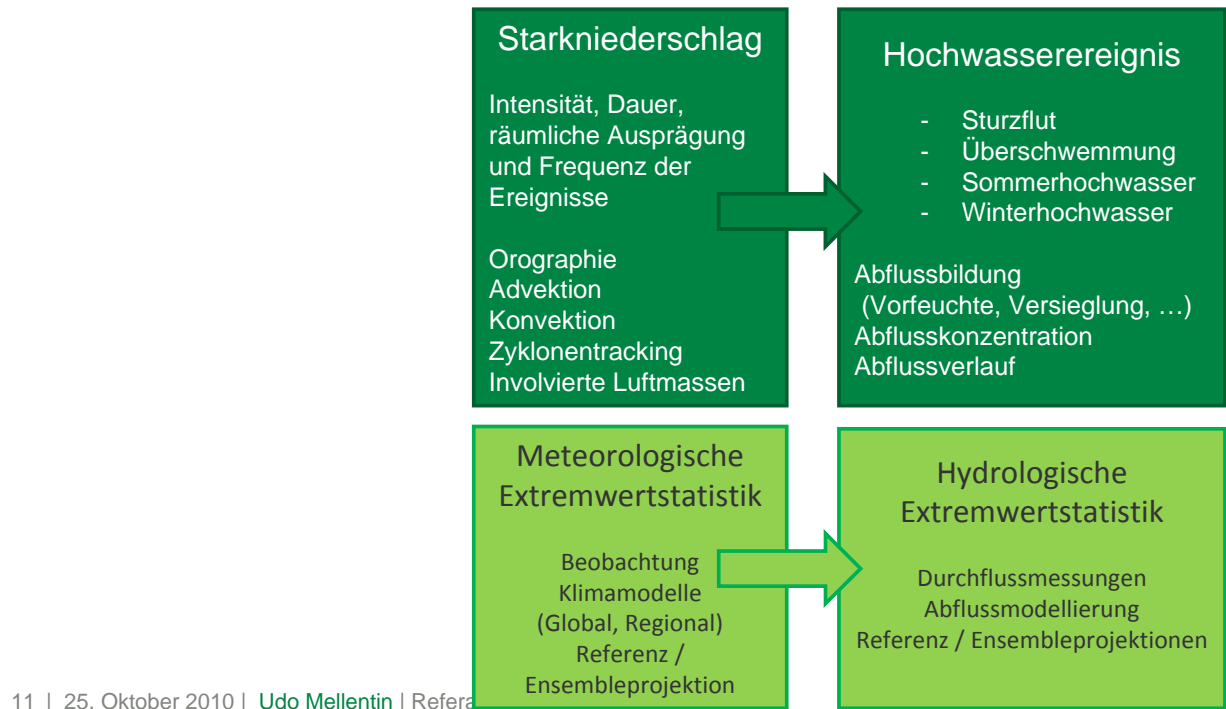 Starkniederschlag
Intensität, Dauer,
räumliche Ausprägung
und Frequenz der
Ereignisse
Orographie
Advektion
Konvektion
Zyklonentracking
Involvierte Luftmassen
Hochwasserereignis
- Sturzflut
- Überschwemmung
- Sommerhochwasser
- Winterhochwasser
Abflussbildung
(Vorfeuchte, Versieglung, …)
Abflusskonzentration
Abflussverlauf
Meteorologische
Extremwertstatistik
Beobachtung
Klimamodelle
(Global, Regional)
Referenz /
Ensembleprojektion
Hydrologische
Extremwertstatistik
Durchflussmessungen
Abflussmodellierung
Referenz / Ensembleprojektionen
11 | 25. Oktober 2010 | Udo Mellentin |